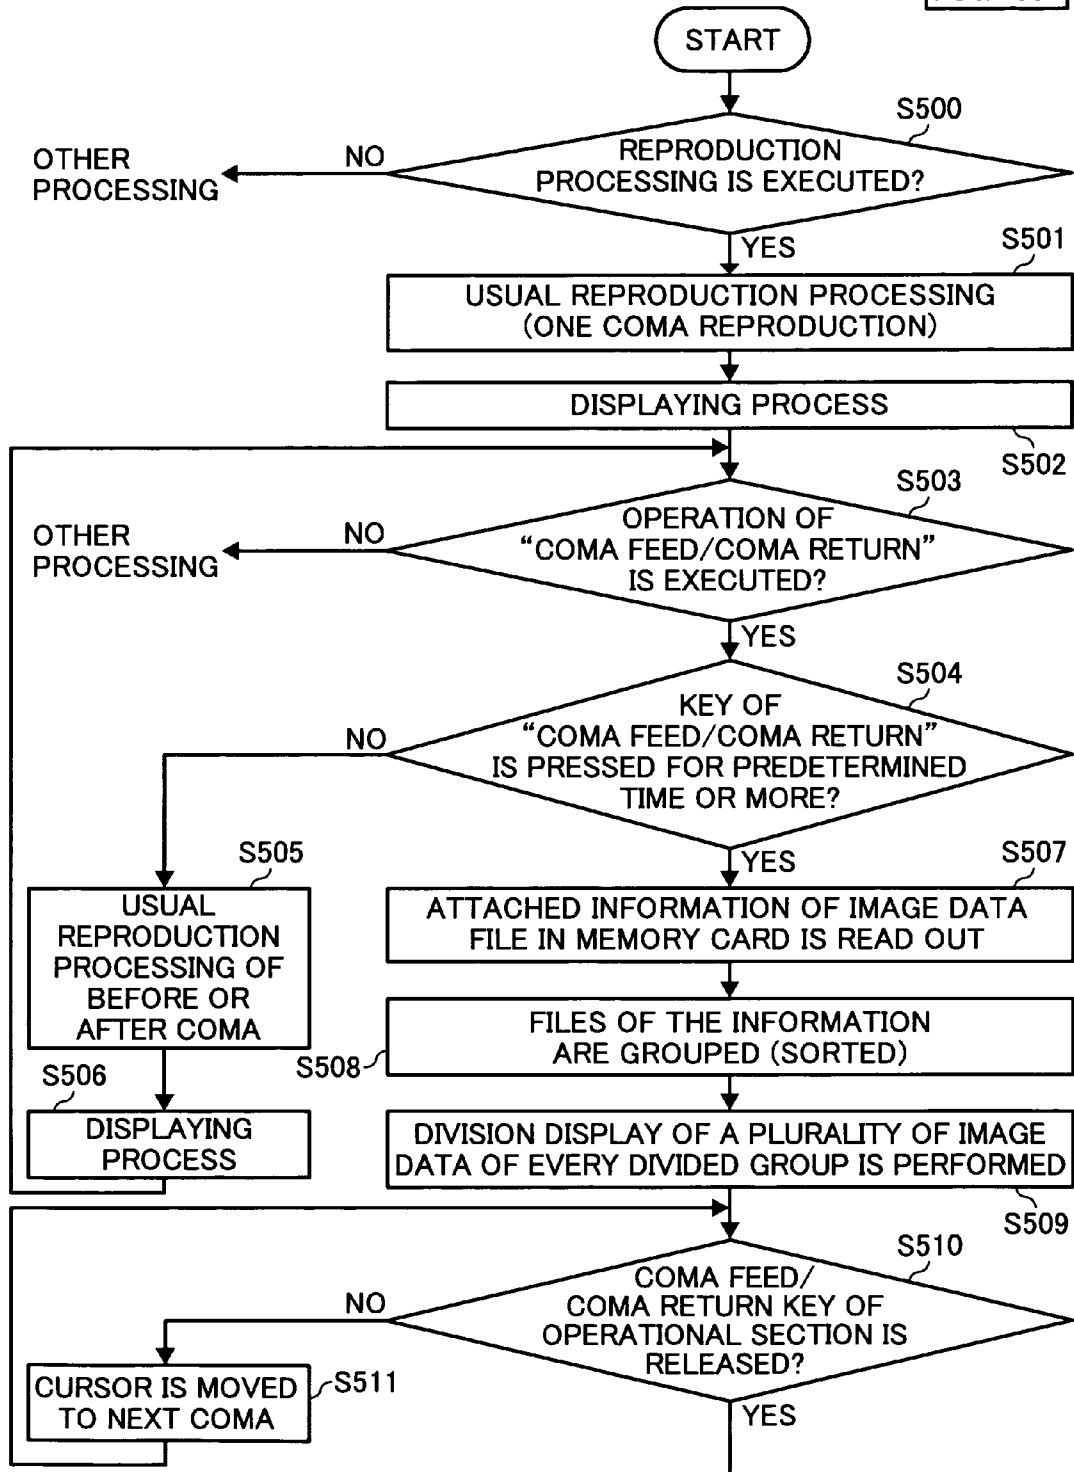 START
S500
REPRODUCTION
PROCESSING IS EXECUTED?
NO
OTHER
PROCESSING
YES
S501
USUAL REPRODUCTION PROCESSING
(ONE COMA REPRODUCTION)
DISPLAYING PROCESS
S502
S503
OPERATION OF
“COMA FEED/COMA RETURN”
IS EXECUTED?
NO
OTHER
PROCESSING
YES
S504
KEY OF
“COMA FEED/COMA RETURN”
IS PRESSED FOR PREDETERMINED
TIME OR MORE?
NO
YES
S505
USUAL
REPRODUCTION
PROCESSING OF
BEFORE OR
AFTER COMA
S506
DISPLAYING
PROCESS
S507
ATTACHED INFORMATION OF IMAGE DATA
FILE IN MEMORY CARD IS READ OUT
FILES OF THE INFORMATION
ARE GROUPED (SORTED)
S508
DIVISION DISPLAY OF A PLURALITY OF IMAGE
DATA OF EVERY DIVIDED GROUP IS PERFORMED
S509
S510
COMA FEED/
COMA RETURN KEY OF
OPERATIONAL SECTION IS
RELEASED?
NO
CURSOR IS MOVED
TO NEXT COMA
S511
YES